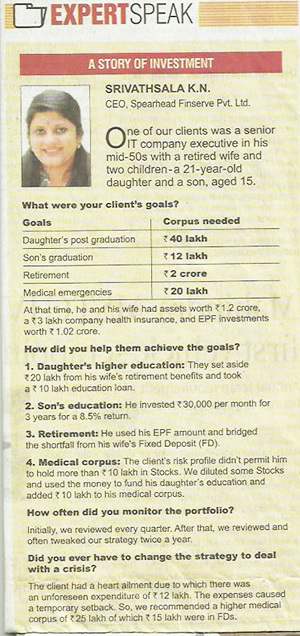 EXPERTSPEAK
A STORY OF INVESTMENT
SRIVATHSALA K.N.
CEO, Spearhead Finserve Pvt. Ltd.
One of our clients was a senior
IT company executive in his
mid-50s with a retired wife and
two children - a 21-year-old
daughter and a son, aged 15.
What were your client's goals?
Goals Corpus needed
Daughter's post graduation ₹40 lakh
Son's graduation ₹12 lakh
Retirement ₹2 crore
Medical emergencies ₹20 lakh
At that time, he and his wife had assets worth ₹1.2 crore,
a ₹3 lakh company health insurance, and EPF investments
worth ₹1.02 crore.
How did you help them achieve the goals?
1. Daughter's higher education: They set aside
₹20 lakh from his wife's retirement benefits and took
a ₹10 lakh education loan.
2. Son's education: He invested ₹30,000 per month for
3 years for a 8.5% return.
3. Retirement: He used his EPF amount and bridged
the shortfall from his wife's Fixed Deposit (FD).
4. Medical corpus: The client's risk profile didn't permit him
to hold more than ₹10 lakh in Stocks. We diluted some Stocks
and used the money to fund his daughter's education and
added ₹10 lakh to his medical corpus.
How often did you monitor the portfolio?
Initially, we reviewed every quarter. After that, we reviewed and
often tweaked our strategy twice a year.
Did you ever have to change the strategy to deal
with a crisis?
The client had a heart ailment due to which there was
an unforeseen expenditure of ₹12 lakh. The expenses caused
a temporary setback. So, we recommended a higher medical
corpus of ₹25 lakh of which ₹15 lakh were in FDs.